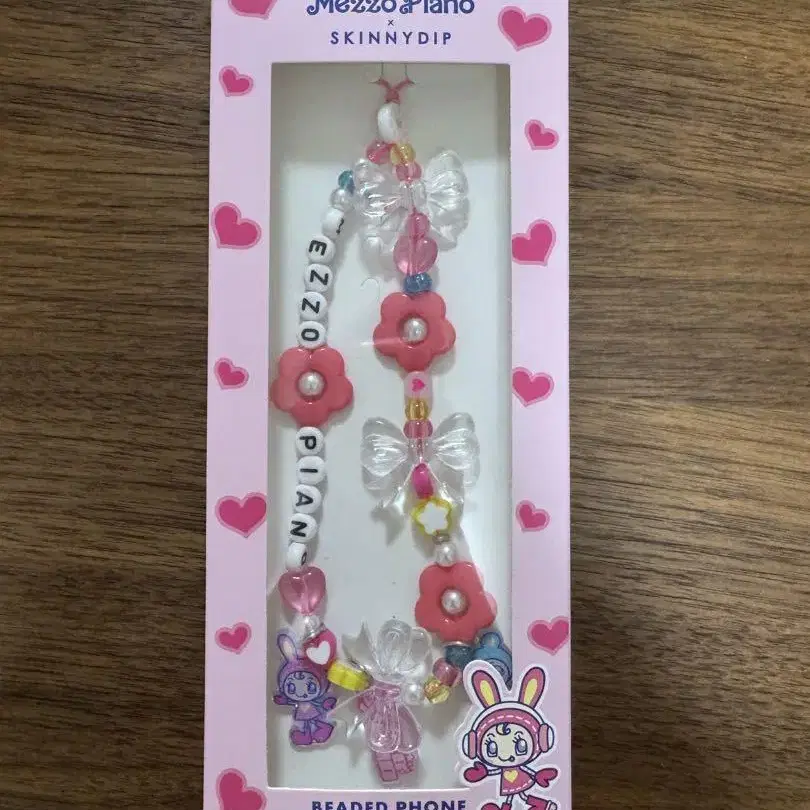 Mezzo Piano
x
SKINNYDIP
EZZO
PIAN
BEADED PHONE